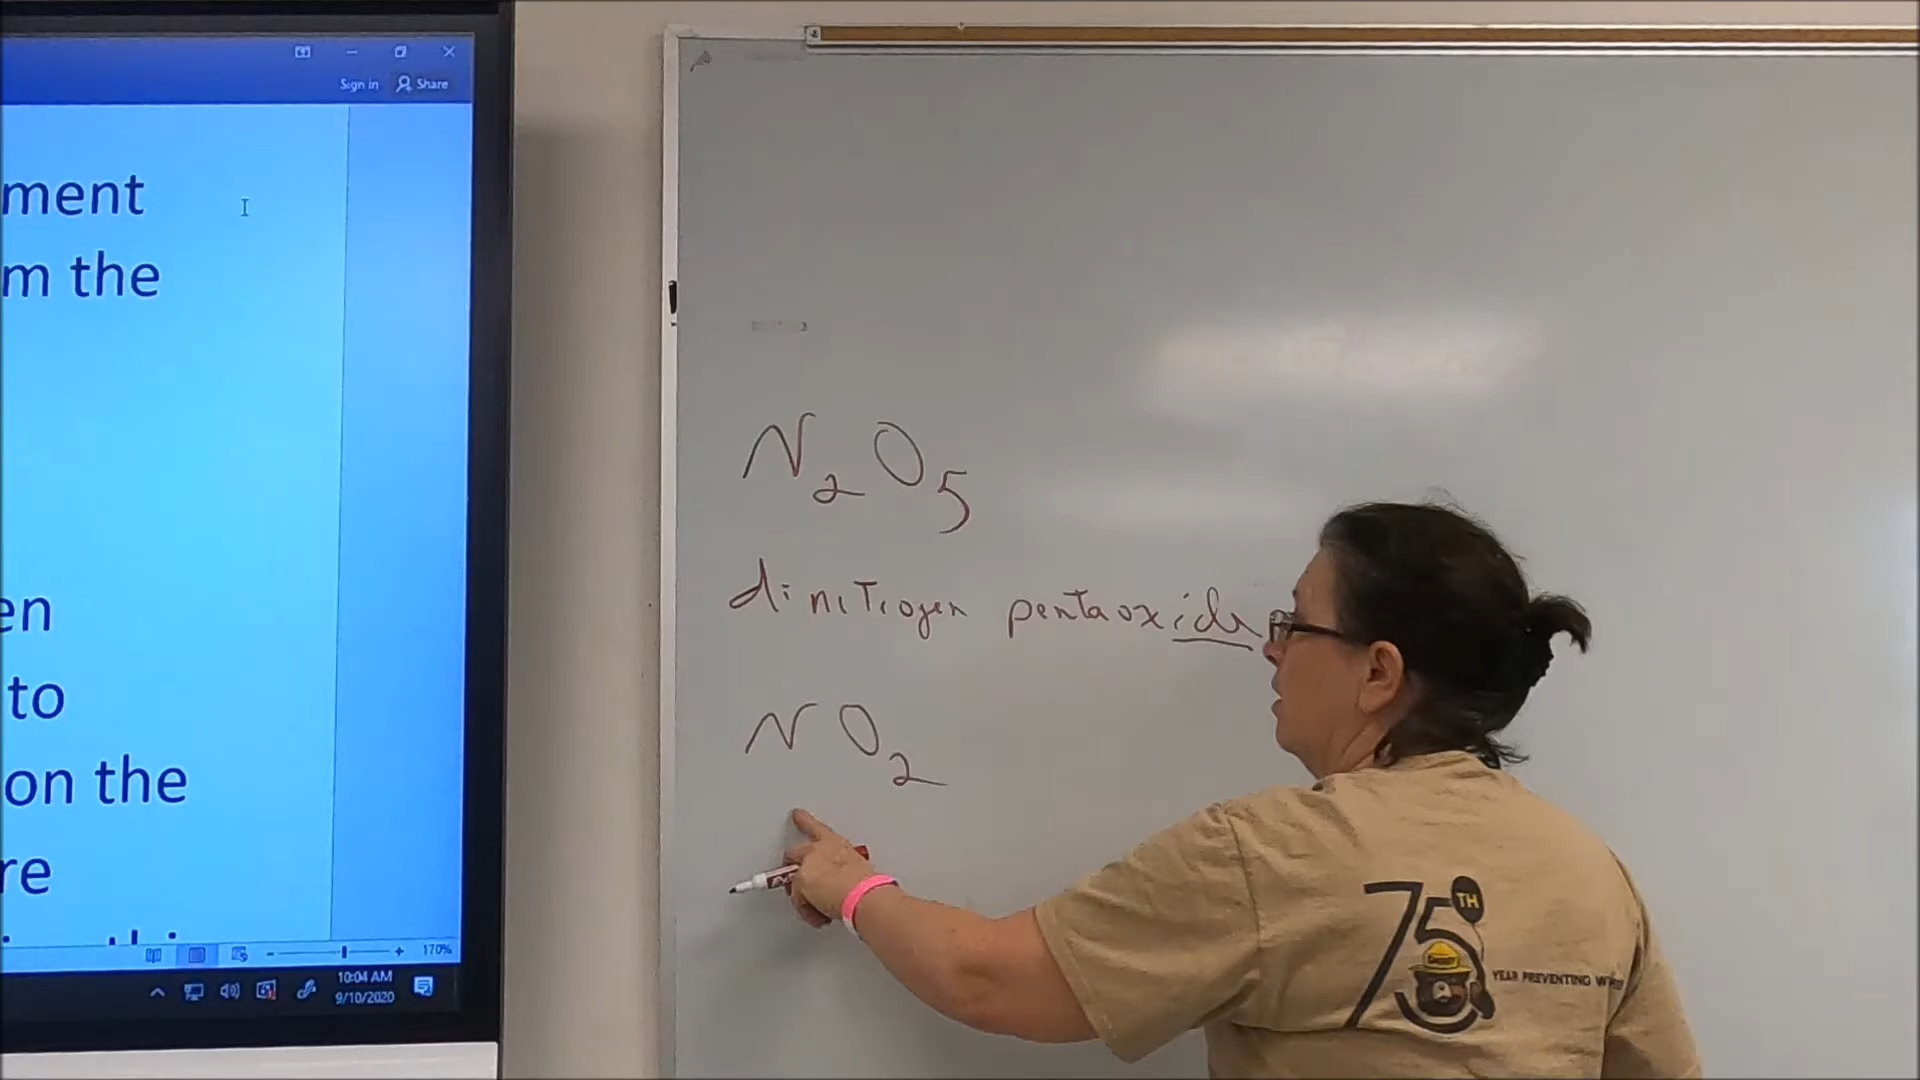 Sign in Share
ment
m the
en
to
on the
re
170%
10:04 AM
9/10/2020
N₂O₅
dinitrogen pentaoxide
NO₂
75TH
YEAR PREVENTING